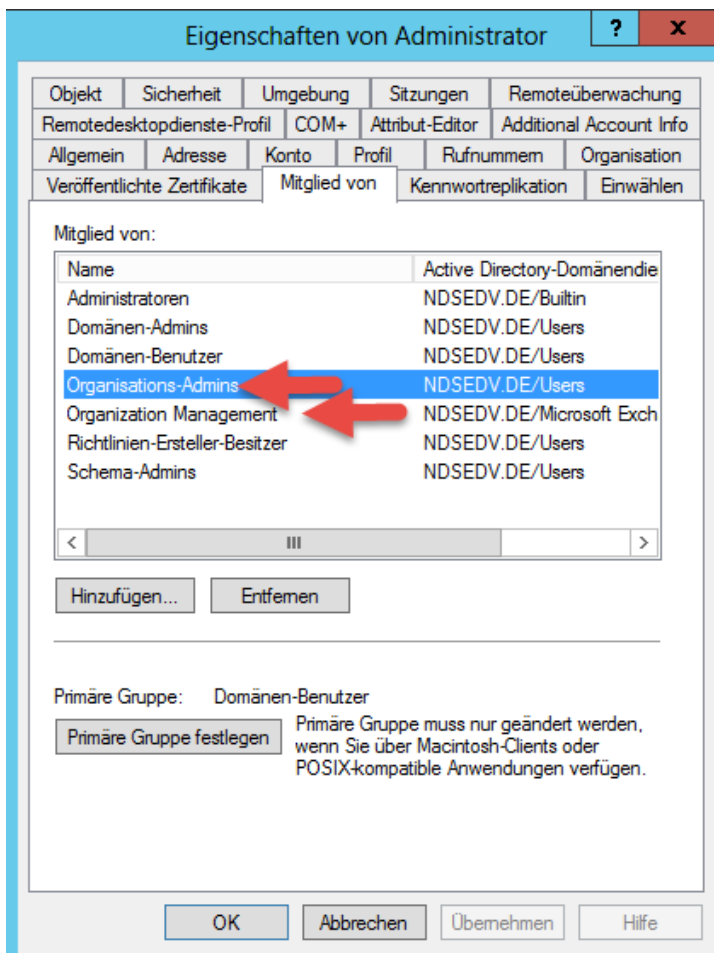 Eigenschaften von Administrator
?
x
Objekt Sicherheit Umgebung Sitzungen Remoteüberwachung
Remotedesktopdienste-Profil COM+ Attribut-Editor Additional Account Info
Allgemein Adresse Konto Profil Rufnummern Organisation
Veröffentlichte Zertifikate Mitglied von Kennwortreplikation Einwählen
Mitglied von:
Name Active Directory-Domänendie
Administratoren NDSEDV.DE/Builtin
Domänen-Admins NDSEDV.DE/Users
Domänen-Benutzer NDSEDV.DE/Users
Organisations-Admins NDSEDV.DE/Users
Organization Management NDSEDV.DE/Microsoft Exch
Richtlinien-Ersteller-Besitzer NDSEDV.DE/Users
Schema-Admins NDSEDV.DE/Users
Hinzufügen... Entfernen
Primäre Gruppe: Domänen-Benutzer
Primäre Gruppe festlegen
Primäre Gruppe muss nur geändert werden,
wenn Sie über Macintosh-Clients oder
POSIX-kompatible Anwendungen verfügen.
OK Abbrechen Übernehmen Hilfe